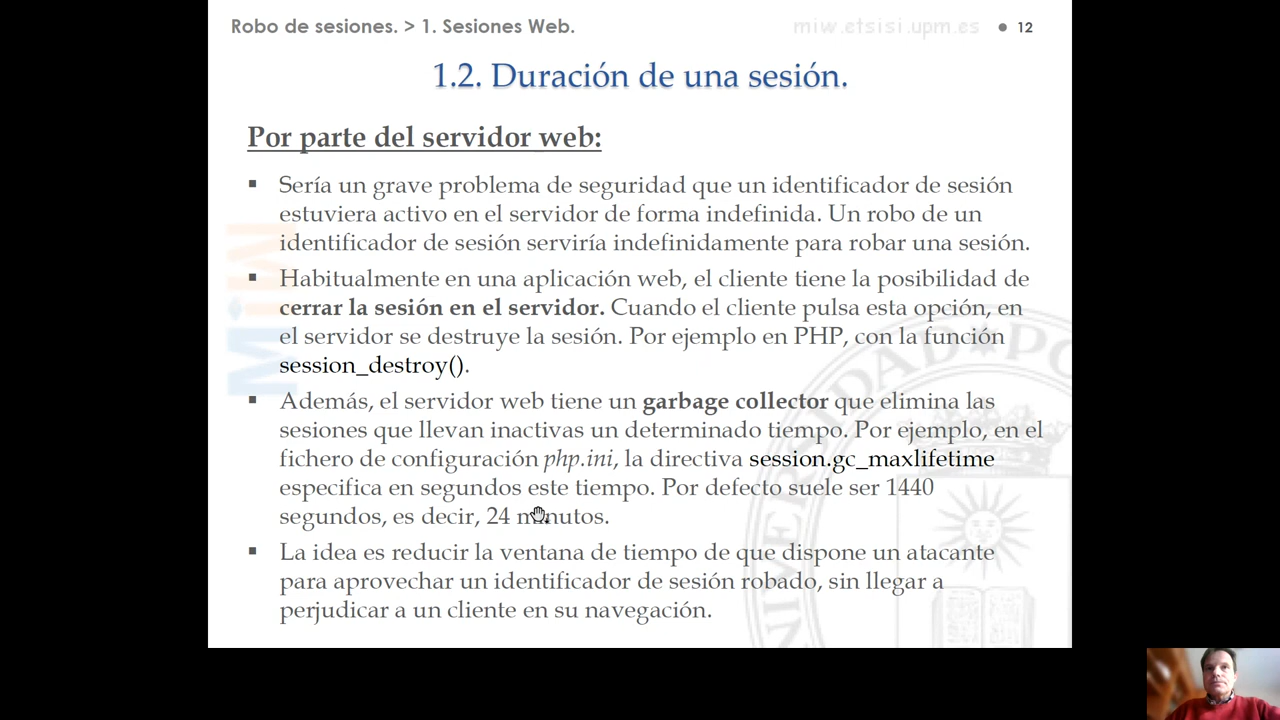 Robo de sesiones. > 1. Sesiones Web.
miw.etsisi.upm.es ● 12
1.2. Duración de una sesión.
Por parte del servidor web:
▪ Sería un grave problema de seguridad que un identificador de sesión
estuviera activo en el servidor de forma indefinida. Un robo de un
identificador de sesión serviría indefinidamente para robar una sesión.
▪ Habitualmente en una aplicación web, el cliente tiene la posibilidad de
cerrar la sesión en el servidor. Cuando el cliente pulsa esta opción, en
el servidor se destruye la sesión. Por ejemplo en PHP, con la función
session_destroy().
▪ Además, el servidor web tiene un garbage collector que elimina las
sesiones que llevan inactivas un determinado tiempo. Por ejemplo, en el
fichero de configuración php.ini, la directiva session.gc_maxlifetime
especifica en segundos este tiempo. Por defecto suele ser 1440
segundos, es decir, 24 minutos.
▪ La idea es reducir la ventana de tiempo de que dispone un atacante
para aprovechar un identificador de sesión robado, sin llegar a
perjudicar a un cliente en su navegación.
MiW
UNIVERSIDAD PO